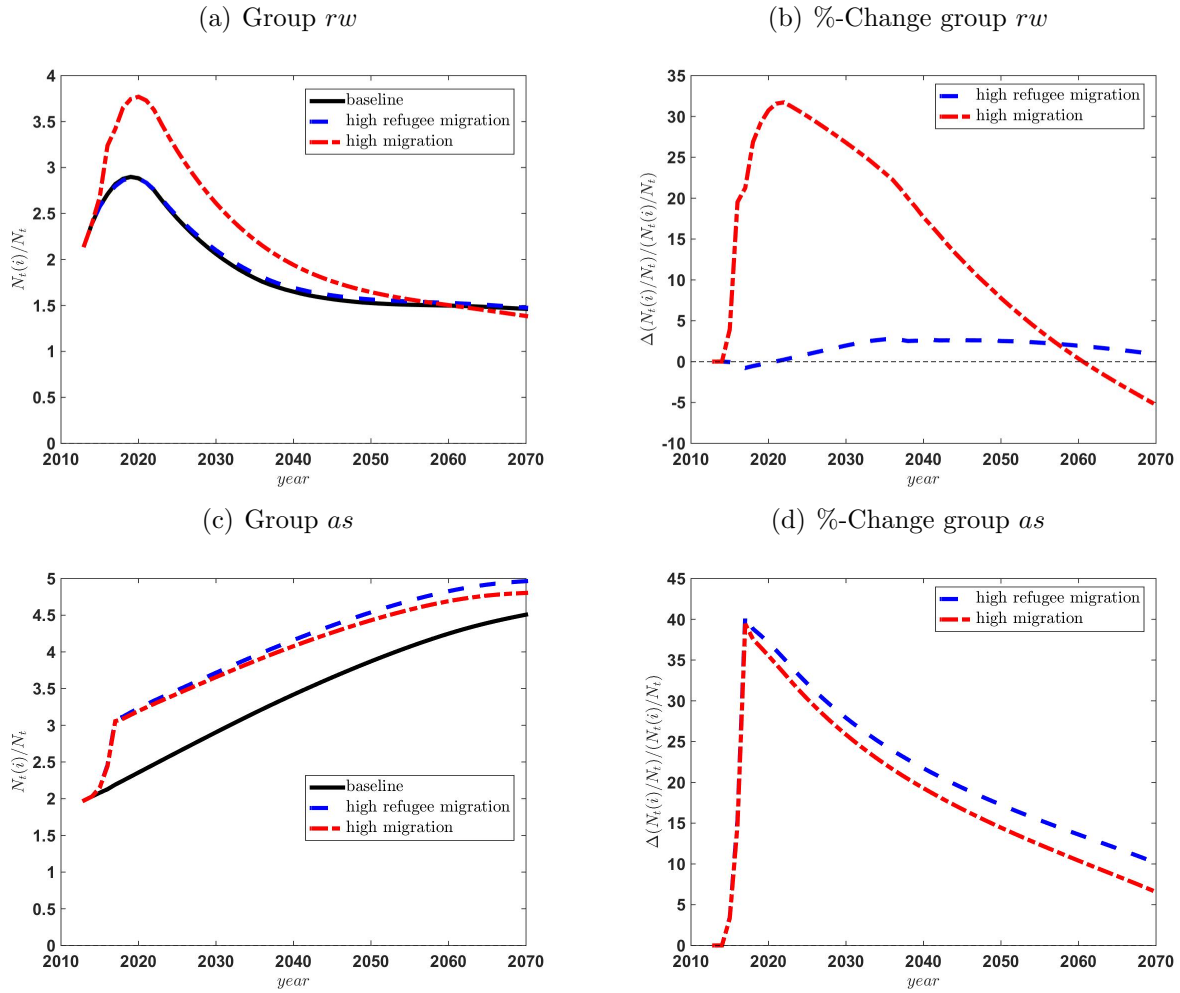 (a) Group rw
4
3.5
3
2.5
2
1.5
1
0.5
0
N_t(i)/N_t
baseline
high refugee migration
high migration
2010 2020 2030 2040 2050 2060 2070
year
(b) %-Change group rw
35
30
25
20
15
10
5
0
-5
-10
Δ(N_t(i)/N_t)/(N_t(i)/N_t)
high refugee migration
high migration
2010 2020 2030 2040 2050 2060 2070
year
(c) Group as
5
4.5
4
3.5
3
2.5
2
1.5
1
0.5
0
N_t(i)/N_t
baseline
high refugee migration
high migration
2010 2020 2030 2040 2050 2060 2070
year
(d) %-Change group as
45
40
35
30
25
20
15
10
5
0
Δ(N_t(i)/N_t)/(N_t(i)/N_t)
high refugee migration
high migration
2010 2020 2030 2040 2050 2060 2070
year